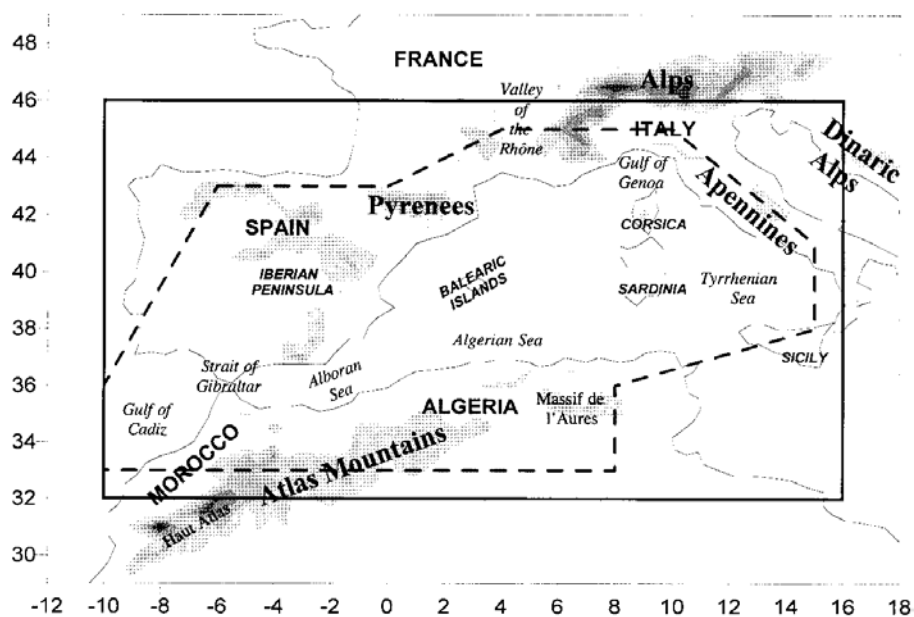 48
FRANCE
Valley
of
the
Rhône
Alps
46
ITALY
Dinaric
Alps
44
Gulf of
Genoa
Apennines
42
Pyrenees
SPAIN
CORSICA
40
IBERIAN
PENINSULA
BALEARIC
ISLANDS
SARDINIA
Tyrrhenian
Sea
38
Algerian Sea
SICILY
Strait of
Gibraltar
Alboran
Sea
36
Gulf of
Cadiz
ALGERIA
Massif de
l'Aures
34
MOROCCO
Atlas Mountains
32
Haut Atlas
30
-12 -10 -8 -6 -4 -2 0 2 4 6 8 10 12 14 16 18